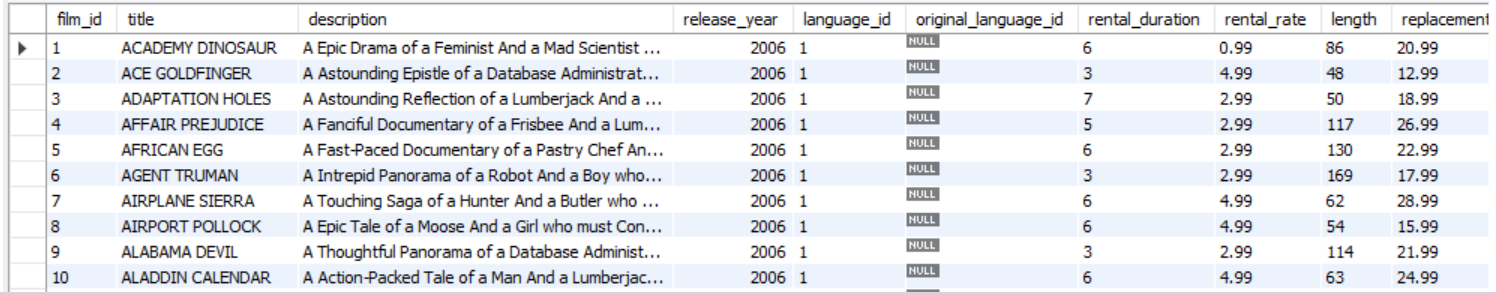 film_id title description release_year language_id original_language_id rental_duration rental_rate length replacement
1 ACADEMY DINOSAUR A Epic Drama of a Feminist And a Mad Scientist ... 2006 1 NULL 6 0.99 86 20.99
2 ACE GOLDFINGER A Astounding Epistle of a Database Administrat... 2006 1 NULL 3 4.99 48 12.99
3 ADAPTATION HOLES A Astounding Reflection of a Lumberjack And a ... 2006 1 NULL 7 2.99 50 18.99
4 AFFAIR PREJUDICE A Fanciful Documentary of a Frisbee And a Lum... 2006 1 NULL 5 2.99 117 26.99
5 AFRICAN EGG A Fast-Paced Documentary of a Pastry Chef An... 2006 1 NULL 6 2.99 130 22.99
6 AGENT TRUMAN A Intrepid Panorama of a Robot And a Boy who... 2006 1 NULL 3 2.99 169 17.99
7 AIRPLANE SIERRA A Touching Saga of a Hunter And a Butler who ... 2006 1 NULL 6 4.99 62 28.99
8 AIRPORT POLLOCK A Epic Tale of a Moose And a Girl who must Con... 2006 1 NULL 6 4.99 54 15.99
9 ALABAMA DEVIL A Thoughtful Panorama of a Database Administ... 2006 1 NULL 3 2.99 114 21.99
10 ALADDIN CALENDAR A Action-Packed Tale of a Man And a Lumberjac... 2006 1 NULL 6 4.99 63 24.99